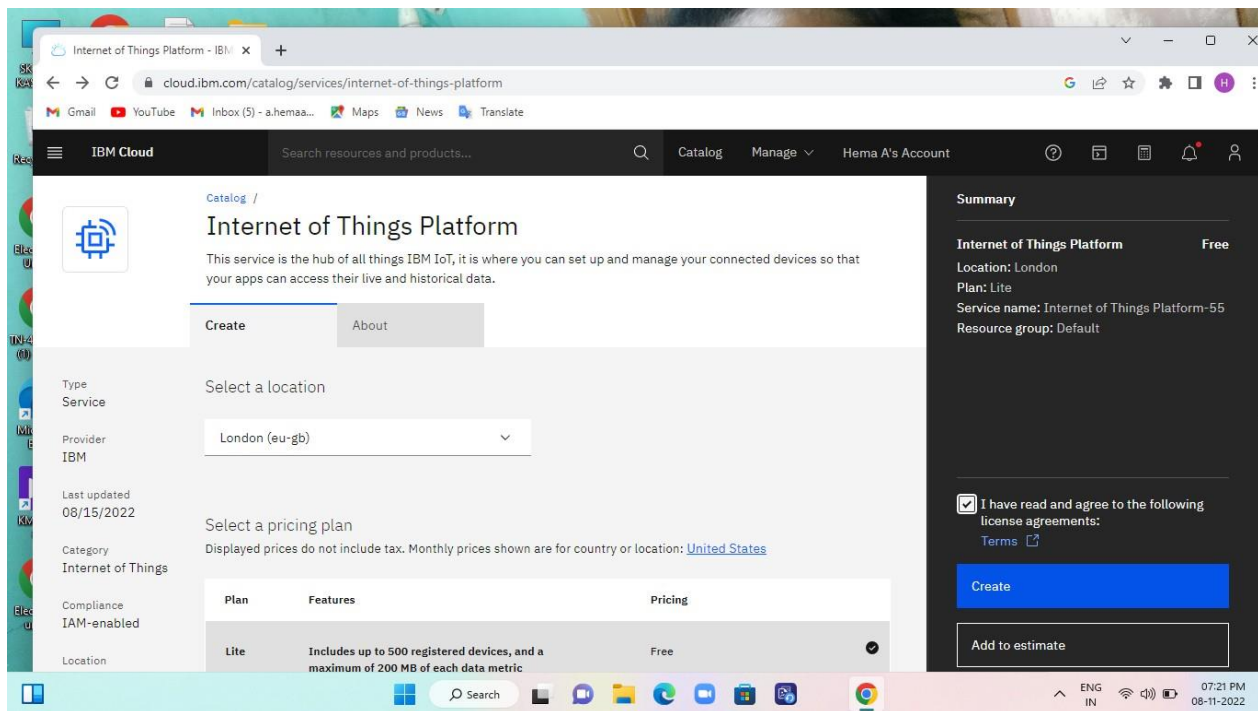 Internet of Things Platform - IBM
cloud.ibm.com/catalog/services/internet-of-things-platform
G
H
Gmail
YouTube
Inbox (5) - a.hemaa...
Maps
News
Translate
IBM Cloud
Search resources and products...
Catalog
Manage
Hema A's Account
Catalog /
Internet of Things Platform
This service is the hub of all things IBM IoT, it is where you can set up and manage your connected devices so that
your apps can access their live and historical data.
Create
About
Type
Service
Provider
IBM
Last updated
08/15/2022
Category
Internet of Things
Compliance
IAM-enabled
Location
Select a location
London (eu-gb)
Select a pricing plan
Displayed prices do not include tax. Monthly prices shown are for country or location: United States
Plan Features Pricing
Lite Includes up to 500 registered devices, and a Free
maximum of 200 MB of each data metric
Summary
Internet of Things Platform Free
Location: London
Plan: Lite
Service name: Internet of Things Platform-55
Resource group: Default
I have read and agree to the following
license agreements:
Terms
Create
Add to estimate
Search
ENG
IN
07:21 PM
08-11-2022